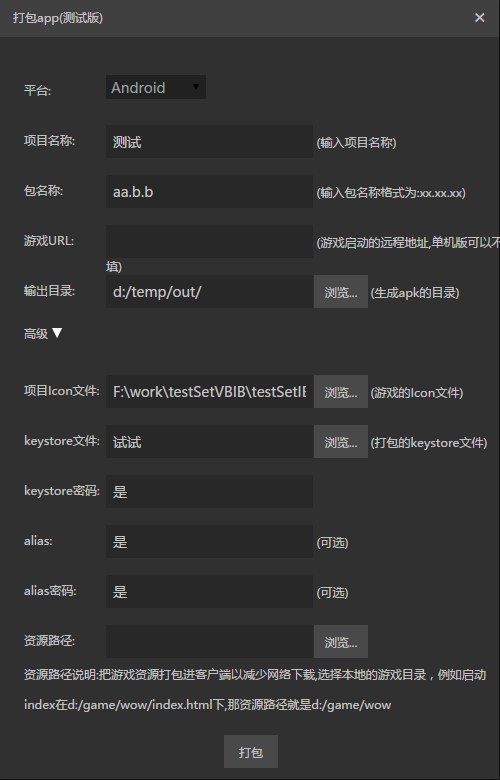 打包app(测试版) ×
平台: Android ▼
项目名称: 测试 (输入项目名称)
包名称: aa.b.b (输入包名称格式为:xx.xx.xx)
游戏URL: (游戏启动的远程地址,单机版可以不
填)
输出目录: d:/temp/out/ 浏览... (生成apk的目录)
高级 ▼
项目Icon文件: F:\work\testSetVBIB\testSetIE 浏览... (游戏的Icon文件)
keystore文件: 试试 浏览... (打包的keystore文件)
keystore密码: 是
alias: 是 (可选)
alias密码: 是 (可选)
资源路径: 浏览...
资源路径说明:把游戏资源打包进客户端以减少网络下载,选择本地的游戏目录，例如启动
index在d:/game/wow/index.html下,那资源路径就是d:/game/wow
打包